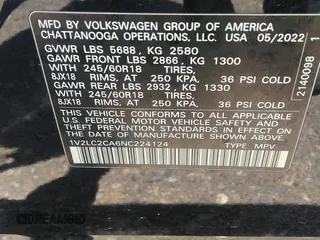 MFD BY VOLKSWAGEN GROUP OF AMERICA
CHATTANOOGA OPERATIONS, LLC. USA 05/2022
GVWR LBS 5688, KG 2580
GAWR FRONT LBS 2866, KG 1300
WITH 245/60R18 TIRES,
8JX18 RIMS, AT 250 KPA, 36 PSI COLD
GAWR REAR LBS 2932, KG 1330
WITH 245/60R18 TIRES,
8JX18 RIMS, AT 250 KPA, 36 PSI COLD
THIS VEHICLE CONFORMS TO ALL APPLICABLE
FEDERAL MOTOR VEHICLE SAFETY, BUMPER,
AND THEFT PREVENTION STANDARDS IN EFFECT
ON THE DATE OF MANUFACTURE SHOWN ABOVE.
1V2LC2CA6NC224124 TYPE: MPV
2140098 1
DREAMBID